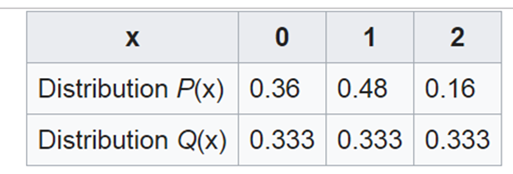 x 0 1 2
Distribution P(x) 0.36 0.48 0.16
Distribution Q(x) 0.333 0.333 0.333